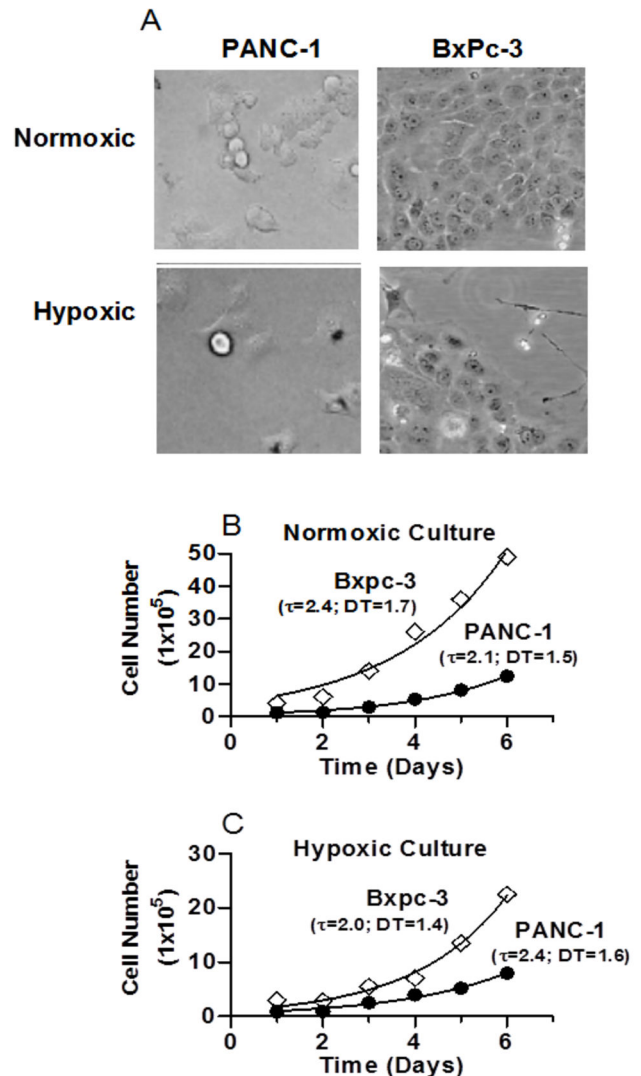 A
PANC-1 BxPc-3
Normoxic
Hypoxic
B
Normoxic Culture
Cell Number
(1x10⁵)
50
40
30
20
10
0
Bxpc-3
(τ=2.4; DT=1.7)
PANC-1
(τ=2.1; DT=1.5)
0 2 4 6
Time (Days)
C
Hypoxic Culture
Cell Number
(1x10⁵)
30
20
10
0
Bxpc-3
(τ=2.0; DT=1.4)
PANC-1
(τ=2.4; DT=1.6)
0 2 4 6
Time (Days)